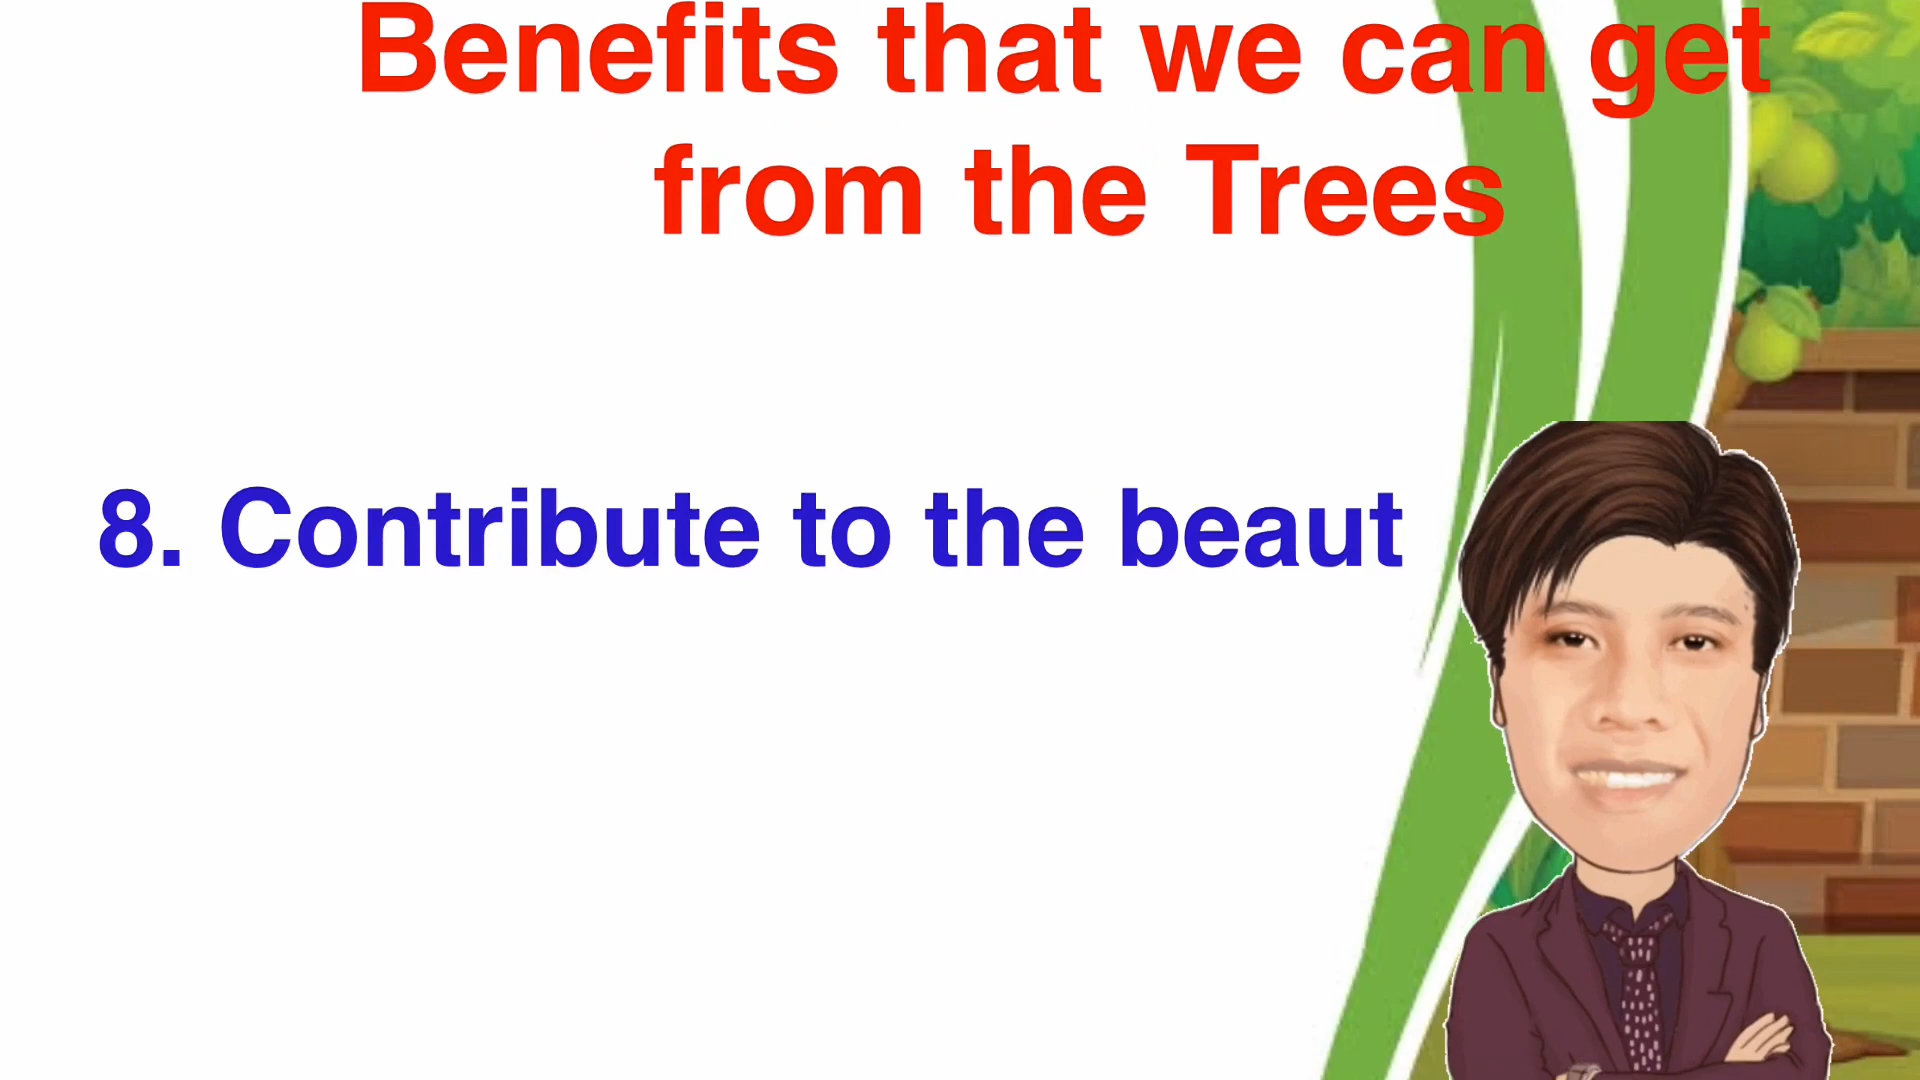 Benefits that we can get
from the Trees
8. Contribute to the beaut